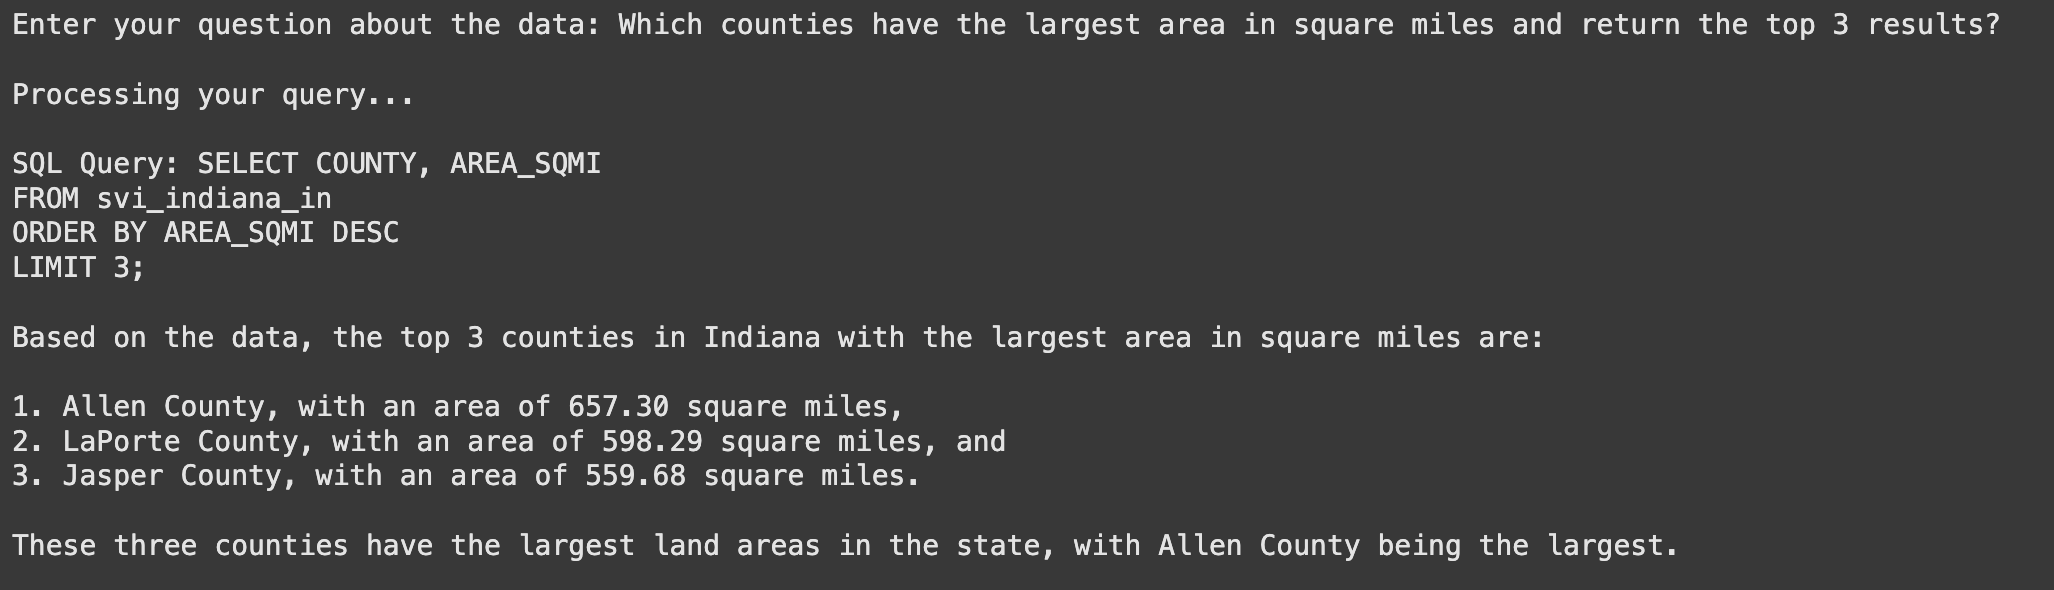 Enter your question about the data: Which counties have the largest area in square miles and return the top 3 results?
Processing your query...
SQL Query: SELECT COUNTY, AREA_SQMI
FROM svi_indiana_in
ORDER BY AREA_SQMI DESC
LIMIT 3;
Based on the data, the top 3 counties in Indiana with the largest area in square miles are:
1. Allen County, with an area of 657.30 square miles,
2. LaPorte County, with an area of 598.29 square miles, and
3. Jasper County, with an area of 559.68 square miles.
These three counties have the largest land areas in the state, with Allen County being the largest.